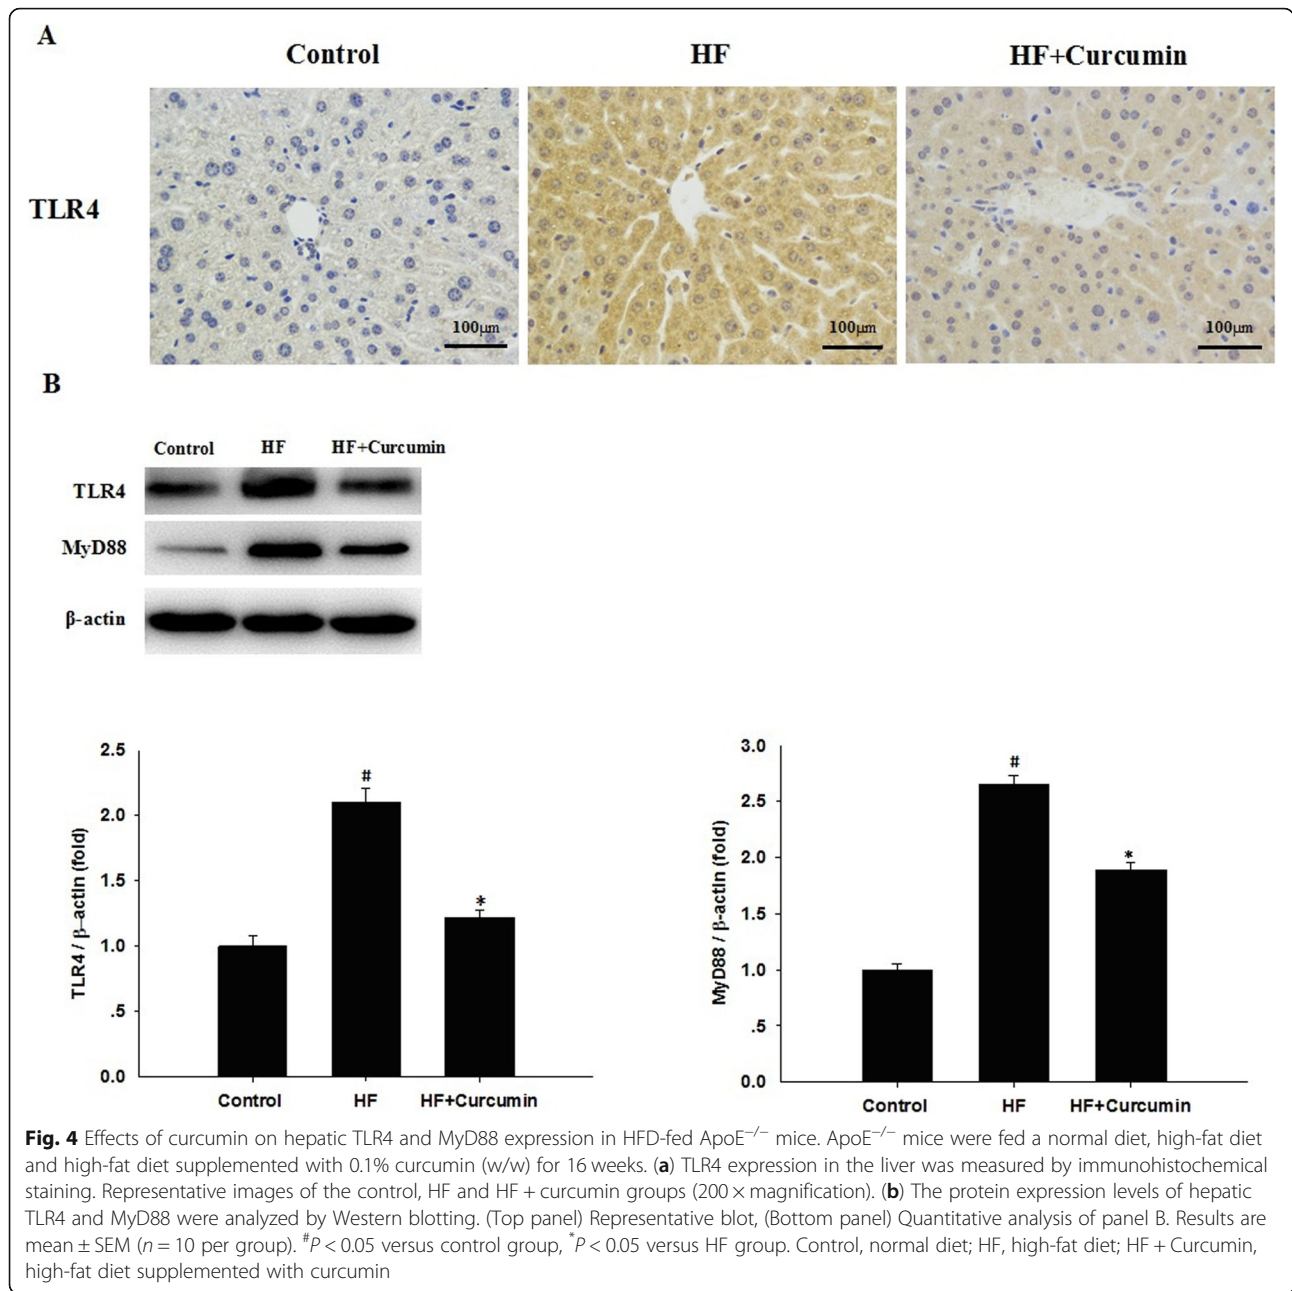 A
Control
HF
HF+Curcumin
TLR4
100μm
100μm
100μm
B
Control
HF
HF+Curcumin
TLR4
MyD88
β-actin
2.5
2.0
1.5
1.0
.5
0.0
TLR4 / β-actin (fold)
#
*
Control
HF
HF+Curcumin
3.0
2.5
2.0
1.5
1.0
.5
0.0
MyD88 / β-actin (fold)
#
*
Control
HF
HF+Curcumin
Fig. 4 Effects of curcumin on hepatic TLR4 and MyD88 expression in HFD-fed ApoE−/− mice. ApoE−/− mice were fed a normal diet, high-fat diet
and high-fat diet supplemented with 0.1% curcumin (w/w) for 16 weeks. (a) TLR4 expression in the liver was measured by immunohistochemical
staining. Representative images of the control, HF and HF + curcumin groups (200 × magnification). (b) The protein expression levels of hepatic
TLR4 and MyD88 were analyzed by Western blotting. (Top panel) Representative blot, (Bottom panel) Quantitative analysis of panel B. Results are
mean ± SEM (n = 10 per group). #P < 0.05 versus control group, *P < 0.05 versus HF group. Control, normal diet; HF, high-fat diet; HF + Curcumin,
high-fat diet supplemented with curcumin